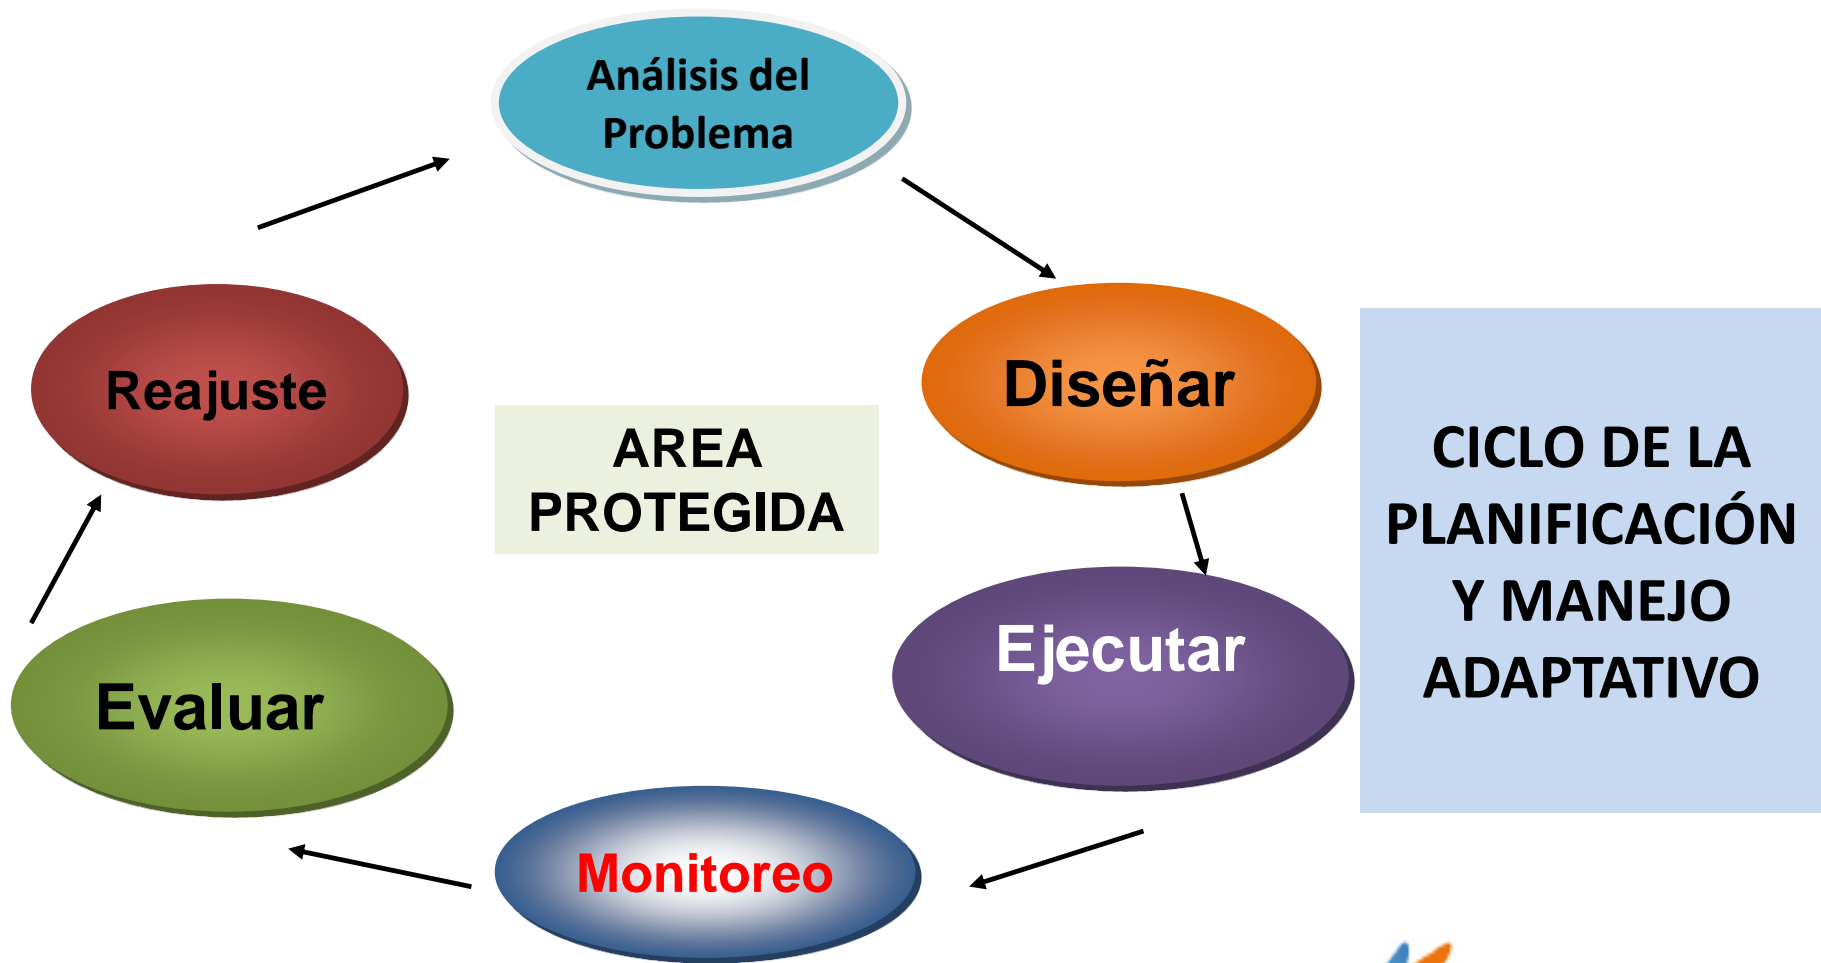 Análisis del
Problema
Reajuste
Diseñar
AREA
PROTEGIDA
CICLO DE LA
PLANIFICACIÓN
Y MANEJO
ADAPTATIVO
Ejecutar
Evaluar
Monitoreo